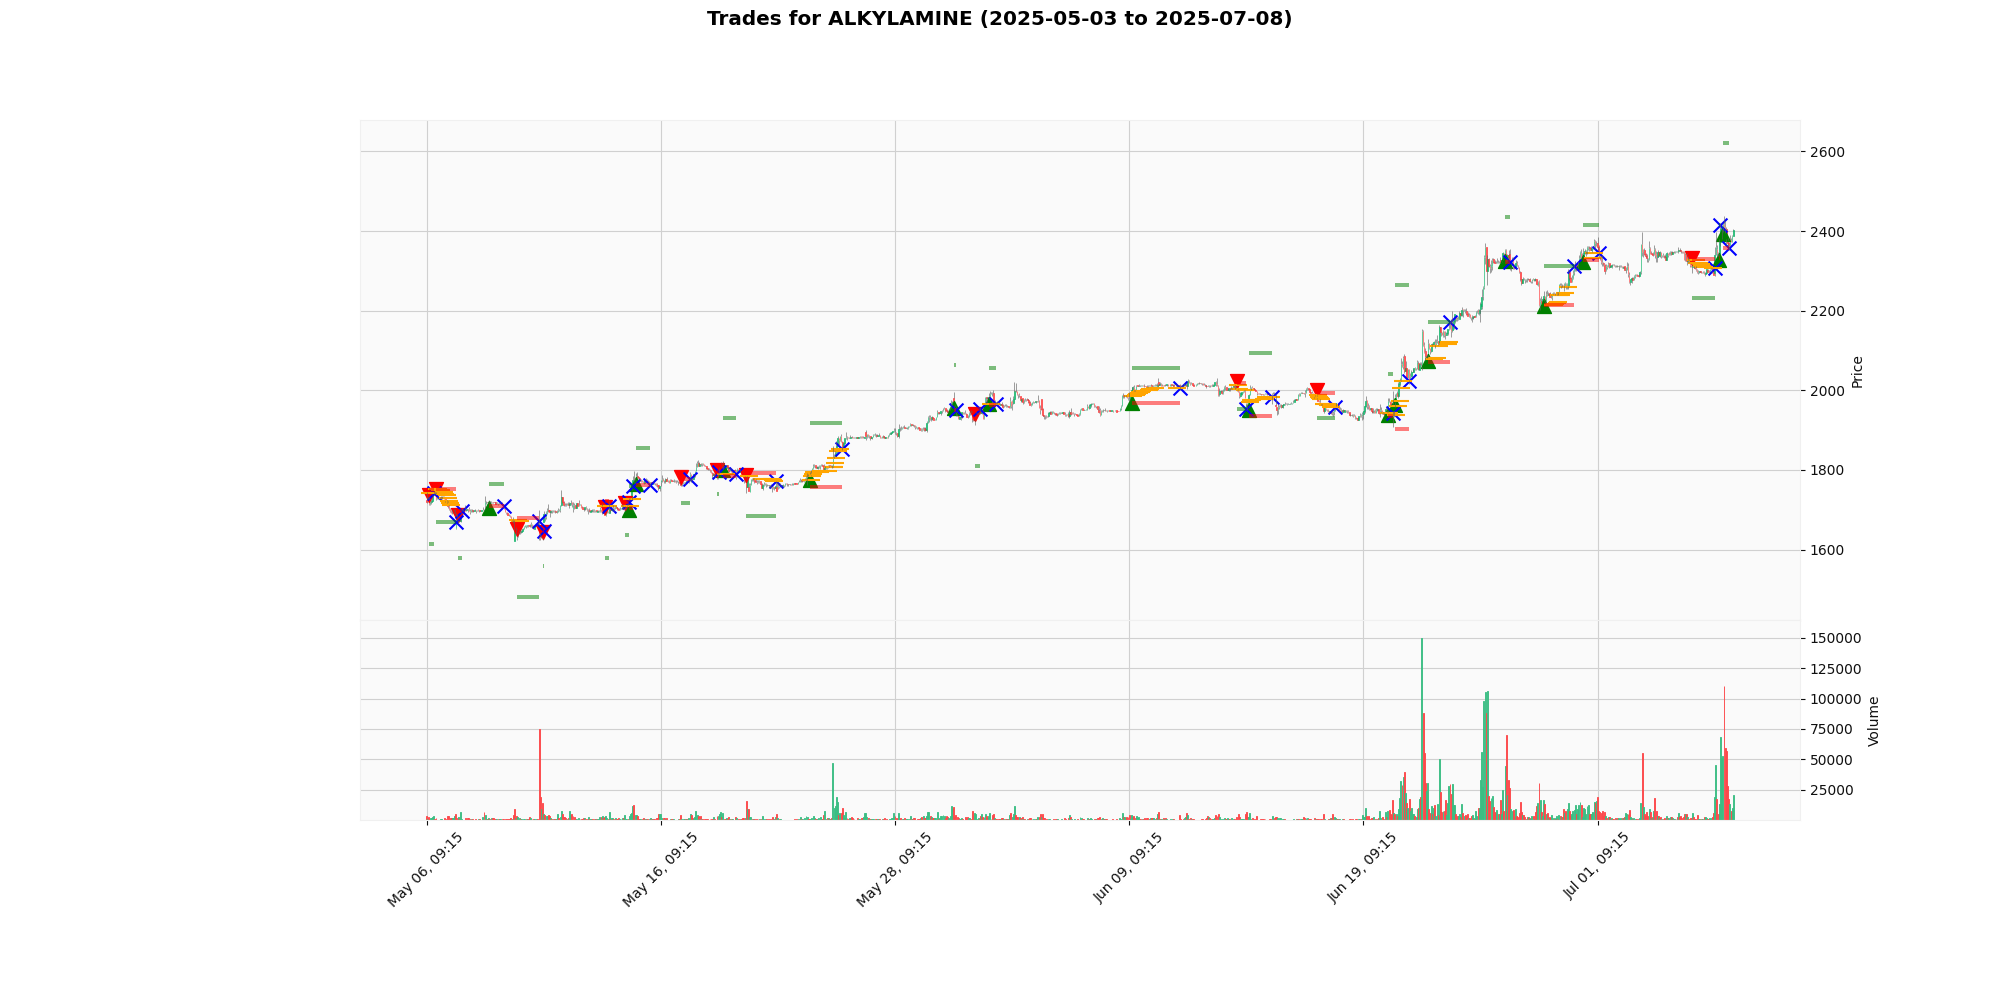 Trades for ALKYLAMINE (2025-05-03 to 2025-07-08)
2600
2400
2200
2000
1800
1600
Price
150000
125000
100000
75000
50000
25000
Volume
May 06, 09:15
May 16, 09:15
May 28, 09:15
Jun 09, 09:15
Jun 19, 09:15
Jul 01, 09:15